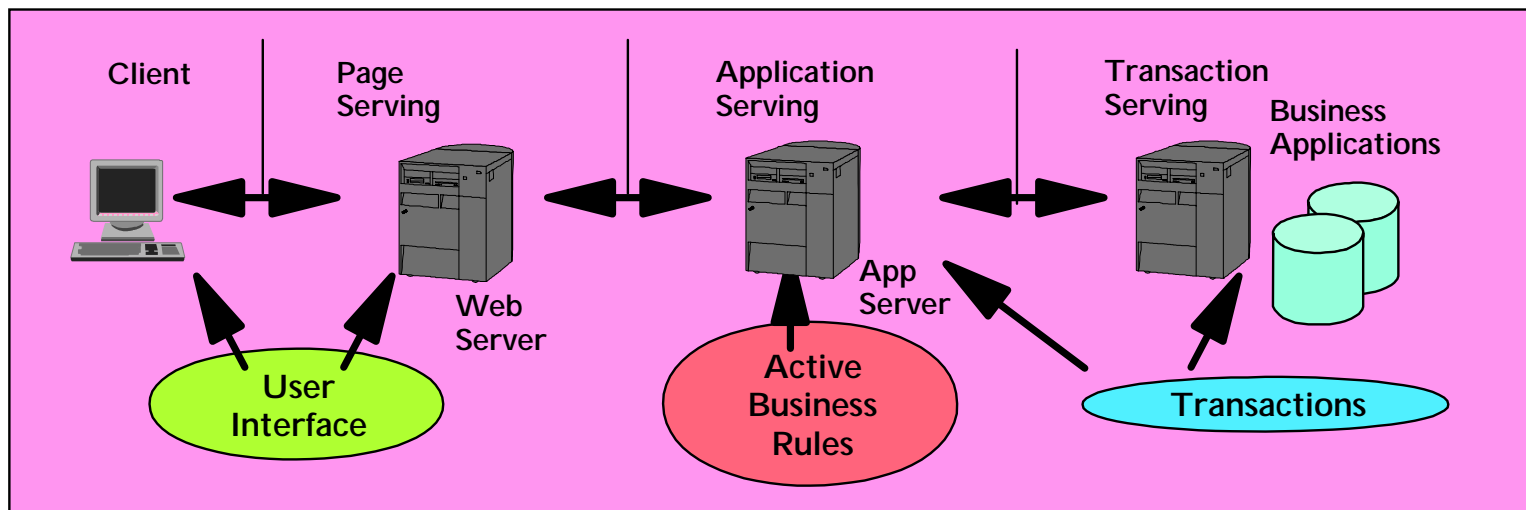 Client
Page
Serving
Application
Serving
Transaction
Serving
Business
Applications
Web
Server
App
Server
User
Interface
Active
Business
Rules
Transactions